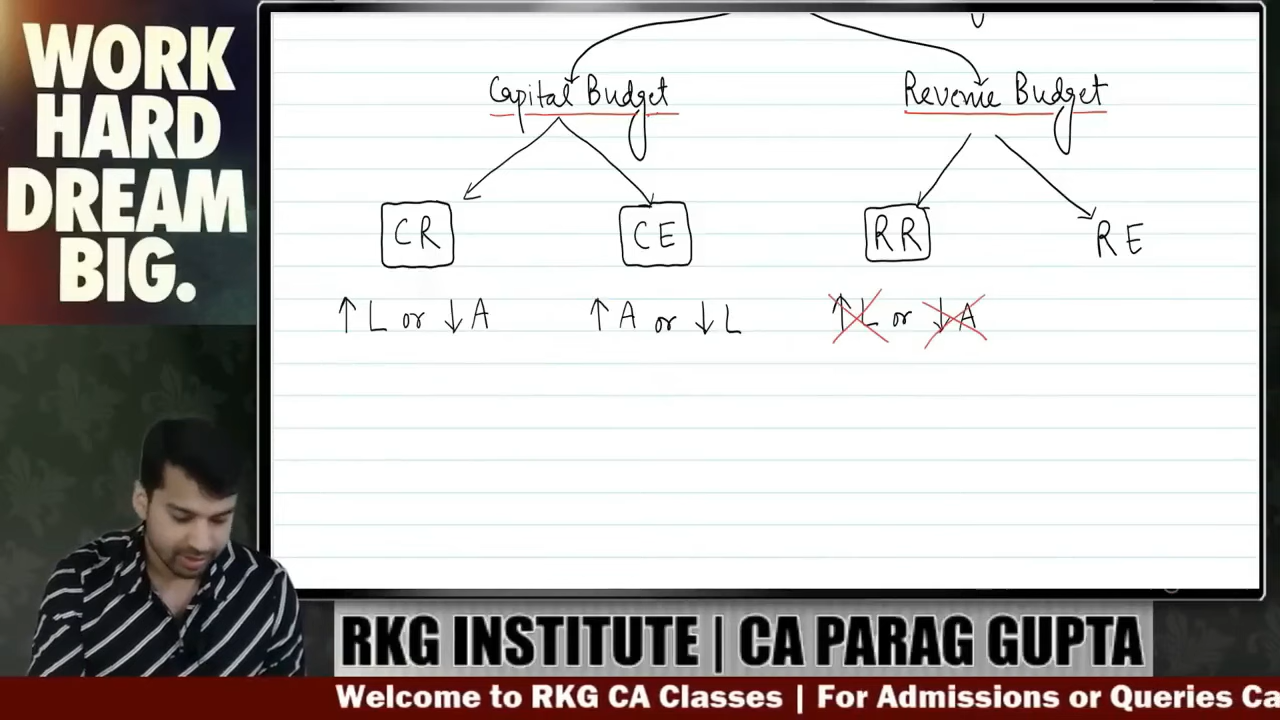 WORK
HARD
DREAM
BIG.
Capital Budget
Revenue Budget
CR
CE
RR
RE
↑ L or ↓ A
↑ A or ↓ L
↑ L or ↓ A
RKG INSTITUTE | CA PARAG GUPTA
Welcome to RKG CA Classes | For Admissions or Queries Ca